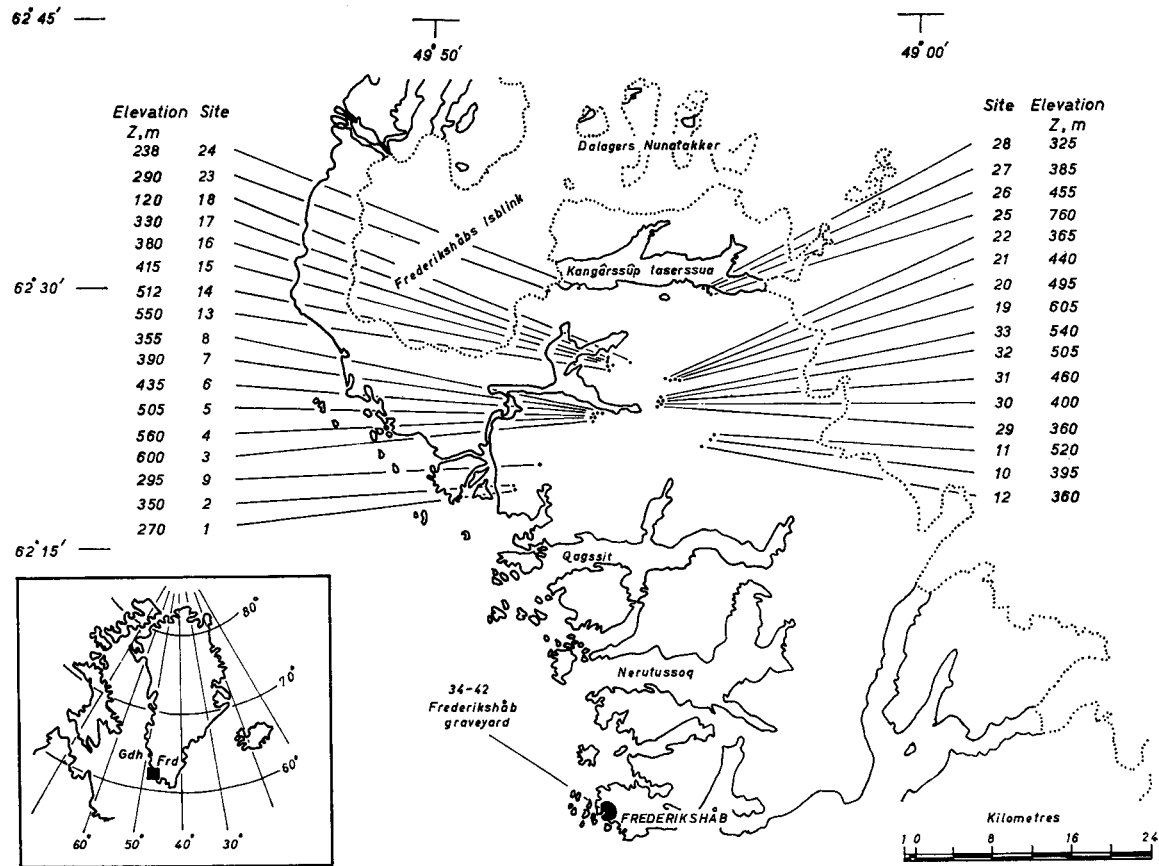 62° 45′
49° 50′
49° 00′
Elevation Site
Z, m
238 24
290 23
120 18
330 17
380 16
415 15
512 14
550 13
355 8
390 7
435 6
505 5
560 4
600 3
295 9
350 2
270 1
62° 30′
62° 15′
Site Elevation
Z, m
28 325
27 385
26 455
25 760
22 365
21 440
20 495
19 605
33 540
32 505
31 460
30 400
29 360
11 520
10 395
12 360
Dalagers Nunatakker
Frederikshåbs Isblink
Kangârssûp taserssua
Qagssit
Nerutussoq
34-42
Frederikshåb
graveyard
FREDERIKSHÅB
80°
70°
60°
Gdh Frd
60° 50° 40° 30°
Kilometres
1 0 8 16 24